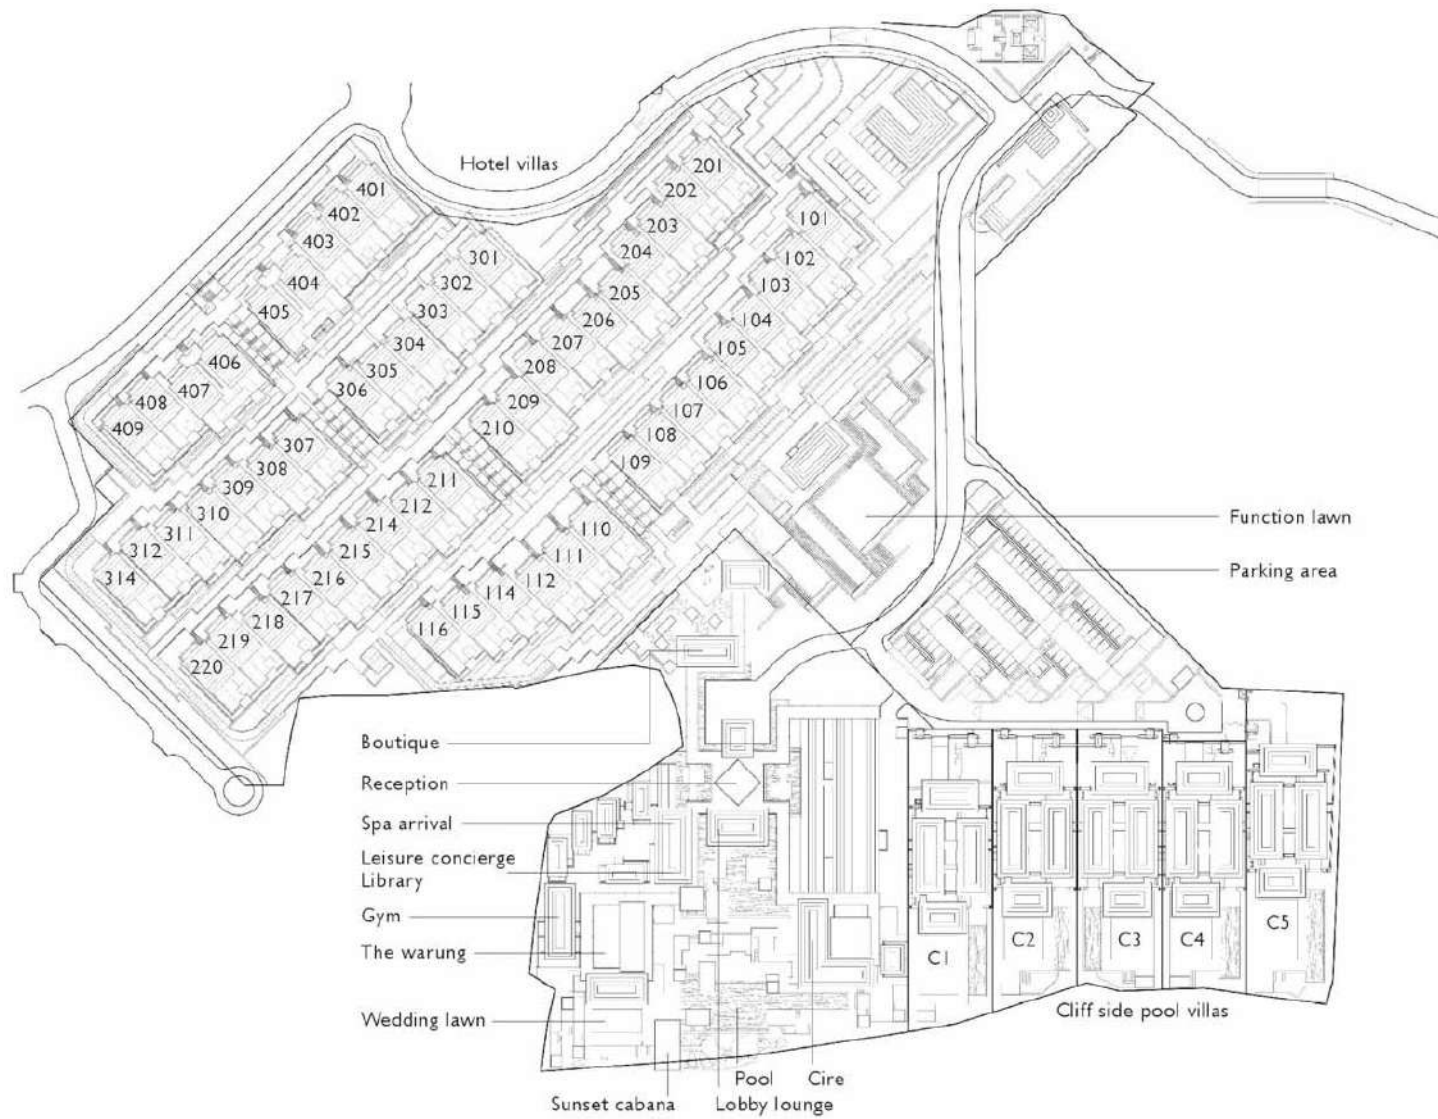 Hotel villas
401
402
403
404
405
406
407
408
409
301
302
303
304
305
306
307
308
309
310
311
312
314
201
202
203
204
205
206
207
208
209
210
211
212
214
215
216
217
218
219
220
101
102
103
104
105
106
107
108
109
110
111
112
114
115
116
Function lawn
Parking area
Boutique
Reception
Spa arrival
Leisure concierge
Library
Gym
The warung
Wedding lawn
Sunset cabana
Pool
Lobby lounge
Cire
C1
C2
C3
C4
C5
Cliff side pool villas